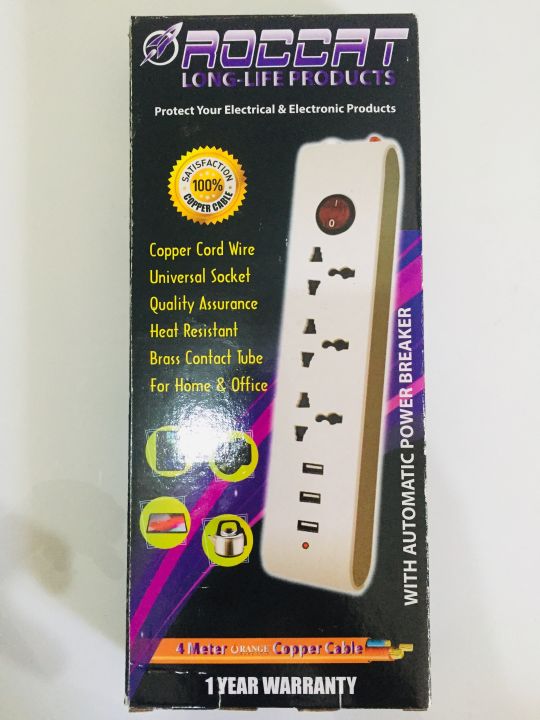 ROCCAT
LONG-LIFE PRODUCTS
Protect Your Electrical & Electronic Products
SATISFACTION
100%
COPPER CABLE
Copper Cord Wire
Universal Socket
Quality Assurance
Heat Resistant
Brass Contact Tube
For Home & Office
I
O
WITH AUTOMATIC POWER BREAKER
4 Meter ORANGE Copper Cable
1 YEAR WARRANTY